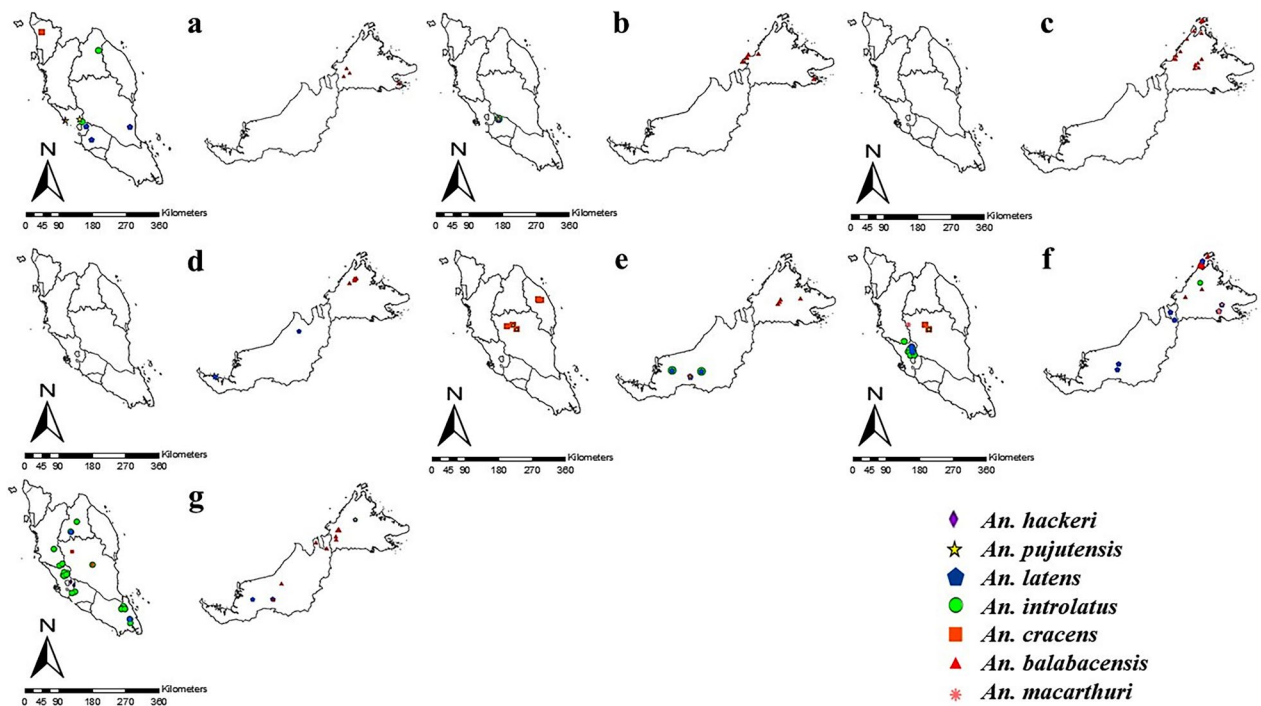 a
b
c
N
N
N
Kilometers
0 45 90 180 270 360
Kilometers
0 45 90 180 270 360
Kilometers
0 45 90 180 270 360
d
e
f
N
N
N
Kilometers
0 45 90 180 270 360
Kilometers
0 45 90 180 270 360
Kilometers
0 45 90 180 270 360
g
N
Kilometers
0 45 90 180 270 360
An. hackeri
An. pujutensis
An. latens
An. introlatus
An. cracens
An. balabacensis
An. macarthuri